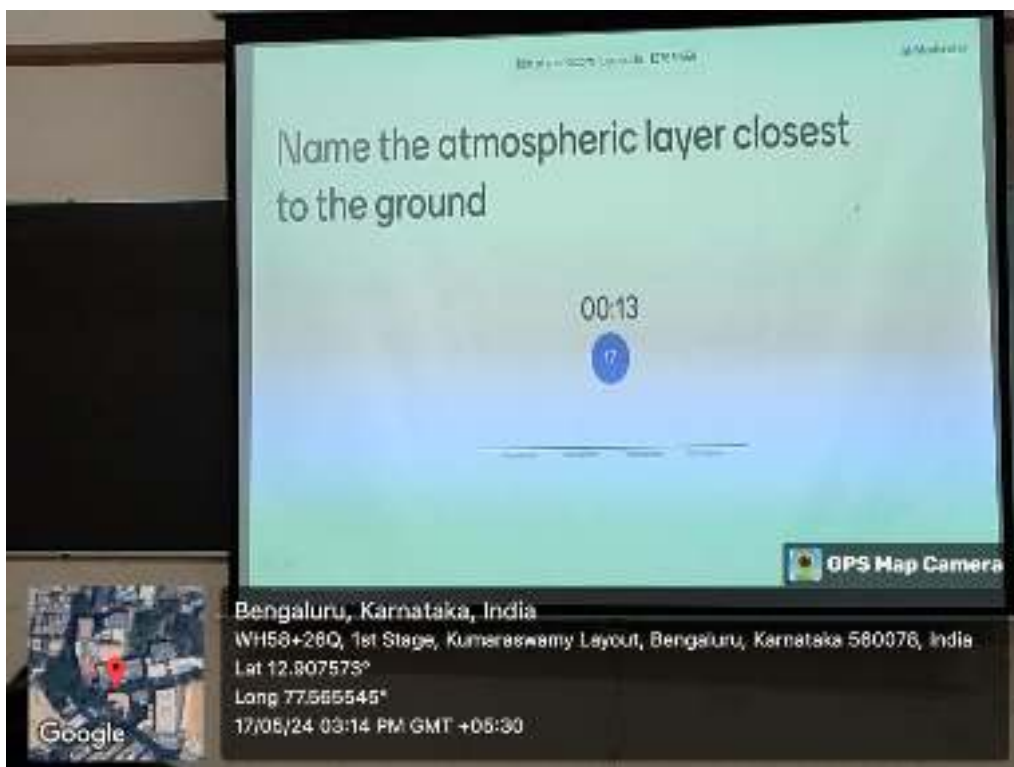 Name the atmospheric layer closest
to the ground
00:13
17
GPS Map Camera
Bengaluru, Karnataka, India
WH58+26Q, 1st Stage, Kumaraswamy Layout, Bengaluru, Karnataka 560078, India
Lat 12.907573°
Long 77.565545°
17/05/24 03:14 PM GMT +05:30
Google